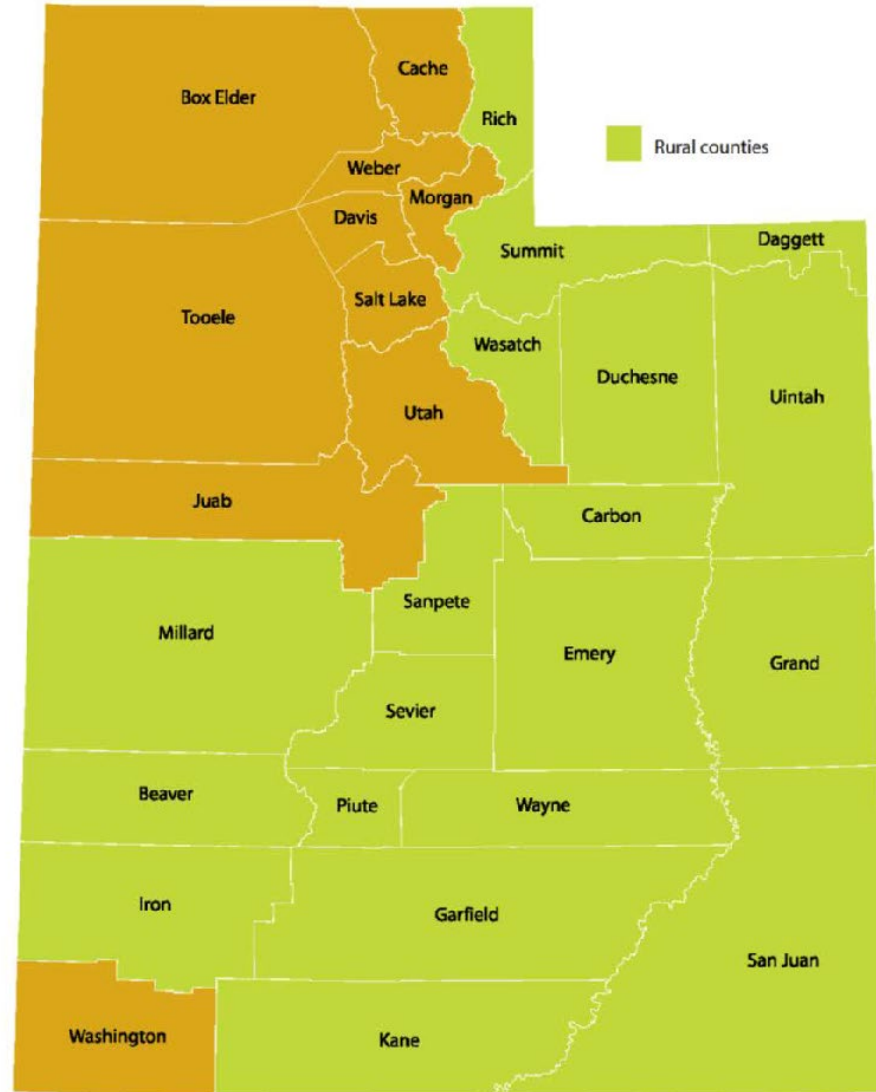 Cache
Box Elder
Rich
Rural counties
Weber
Morgan
Davis
Daggett
Summit
Salt Lake
Tooele
Wasatch
Duchesne
Uintah
Utah
Juab
Carbon
Sanpete
Millard
Emery
Grand
Sevier
Beaver
Piute
Wayne
Iron
Garfield
San Juan
Washington
Kane